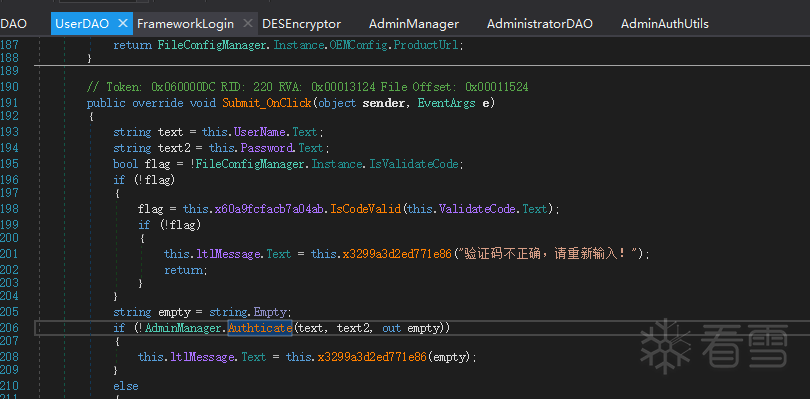 DAO UserDAO FrameworkLogin DESEncryptor AdminManager AdministratorDAO AdminAuthUtils
187 return FileConfigManager.Instance.OEMConfig.ProductUrl;
188 }
189
190 // Token: 0x060000DC RID: 220 RVA: 0x00013124 File Offset: 0x00011524
191 public override void Submit_OnClick(object sender, EventArgs e)
192 {
193 string text = this.UserName.Text;
194 string text2 = this.Password.Text;
195 bool flag = !FileConfigManager.Instance.IsValidateCode;
196 if (!flag)
197 {
198 flag = this.x60a9fcfacb7a04ab.IsCodeValid(this.ValidateCode.Text);
199 if (!flag)
200 {
201 this.ltlMessage.Text = this.x3299a3d2ed771e86("验证码不正确，请重新输入！");
202 return;
203 }
204 }
205 string empty = string.Empty;
206 if (!AdminManager.Authticate(text, text2, out empty))
207 {
208 this.ltlMessage.Text = this.x3299a3d2ed771e86(empty);
209 }
210 else
211 {
看雪